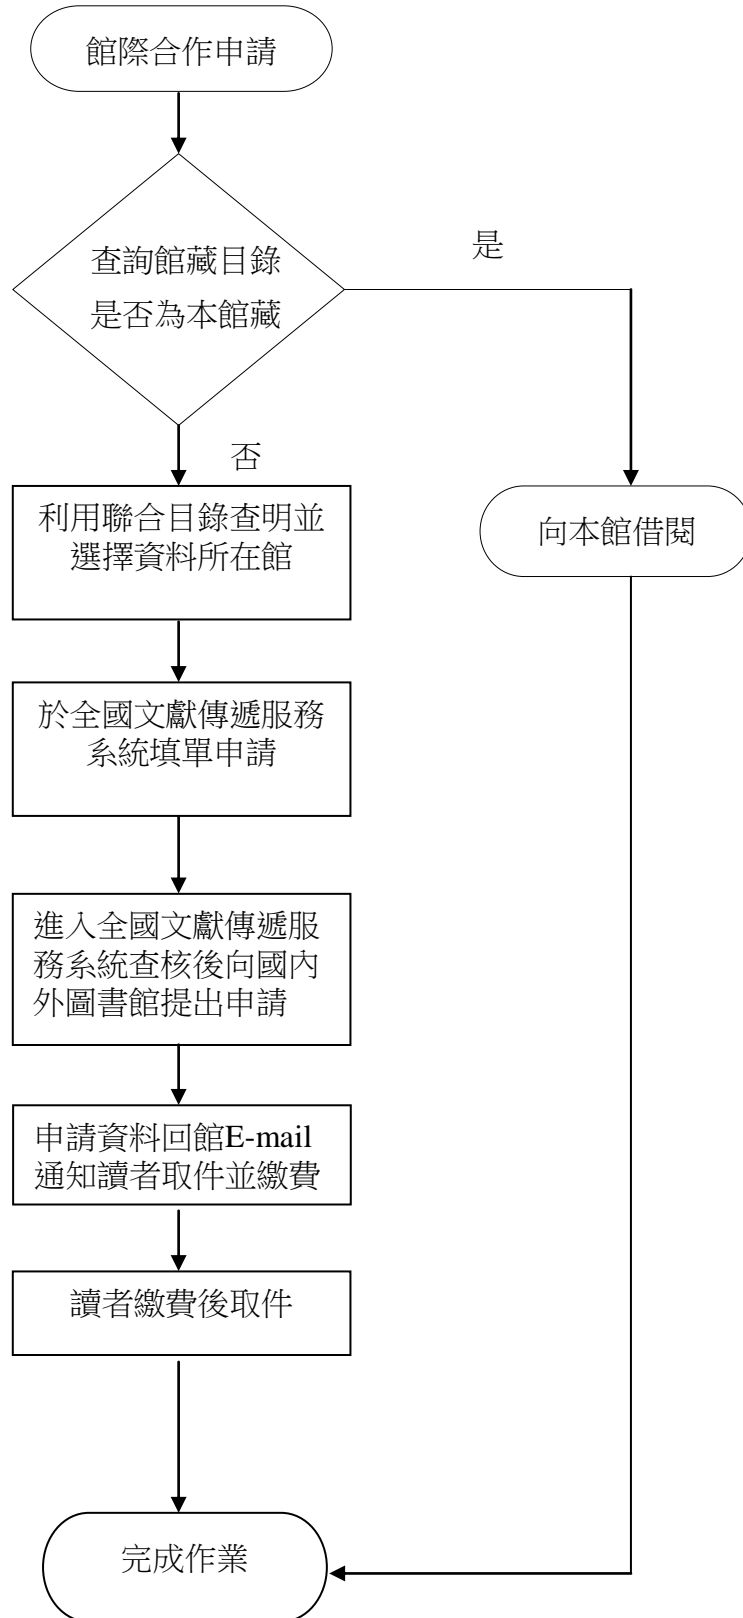 館際合作申請
查詢館藏目錄
是否為本館藏
是
否
利用聯合目錄查明並
選擇資料所在館
向本館借閱
於全國文獻傳遞服務
系統填單申請
進入全國文獻傳遞服
務系統查核後向國內
外圖書館提出申請
申請資料回館E-mail
通知讀者取件並繳費
讀者繳費後取件
完成作業